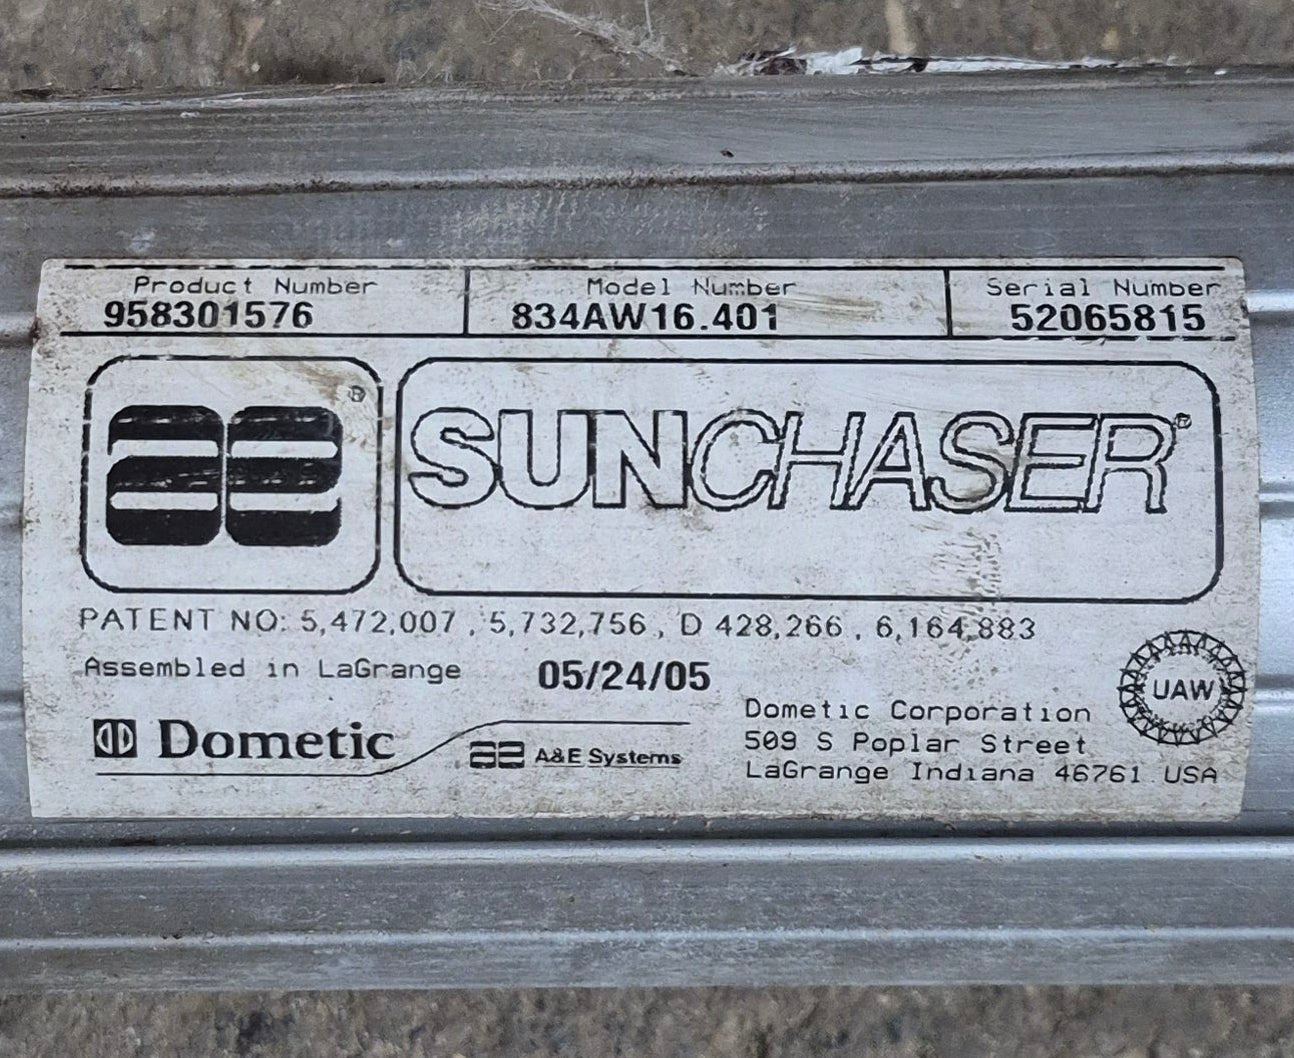 Product Number Model Number Serial Number
958301576 834AW16.401 52065815
AE®
SUNCHASER®
PATENT NO: 5,472,007 , 5,732,756 , D 428,266 , 6,164,883
Assembled in LaGrange 05/24/05
UAW
Dometic
AE A&E Systems
Dometic Corporation
509 S Poplar Street
LaGrange Indiana 46761 USA